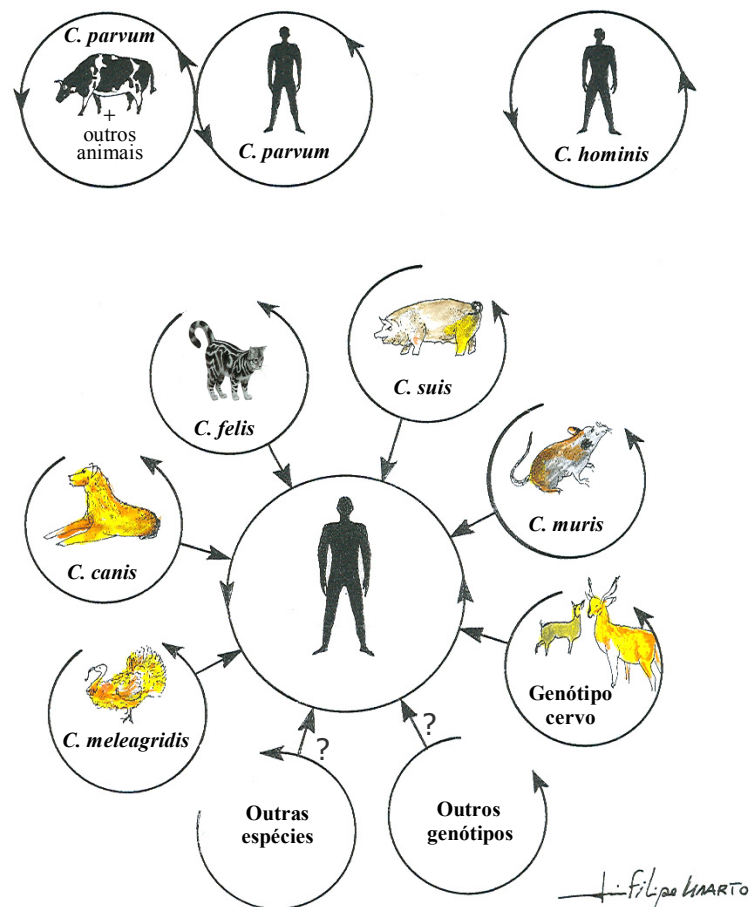 C. parvum
+
outros
animais
C. parvum
C. hominis
C. felis
C. suis
C. canis
C. muris
C. meleagridis
Genótipo
cervo
?
?
Outras
espécies
Outros
genótipos